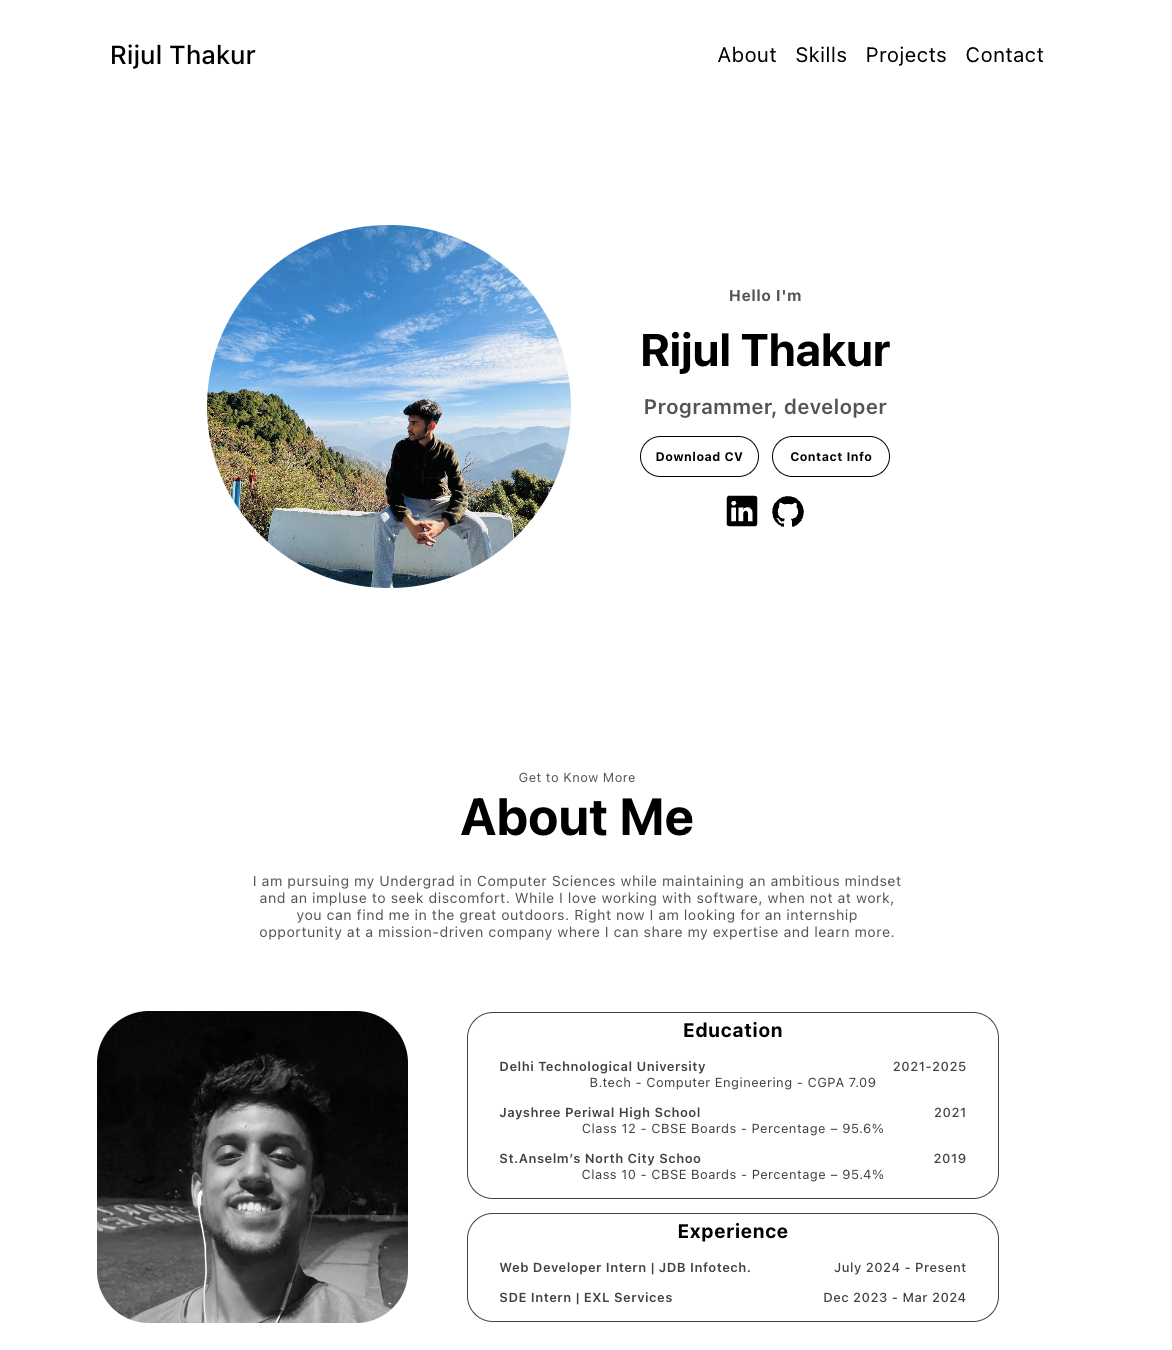 Rijul Thakur
About Skills Projects Contact
Hello I'm
Rijul Thakur
Programmer, developer
Download CV Contact Info
in
Get to Know More
About Me
I am pursuing my Undergrad in Computer Sciences while maintaining an ambitious mindset
and an impluse to seek discomfort. While I love working with software, when not at work,
you can find me in the great outdoors. Right now I am looking for an internship
opportunity at a mission-driven company where I can share my expertise and learn more.
Education
Delhi Technological University 2021-2025
B.tech - Computer Engineering - CGPA 7.09
Jayshree Periwal High School 2021
Class 12 - CBSE Boards - Percentage – 95.6%
St.Anselm’s North City Schoo 2019
Class 10 - CBSE Boards - Percentage – 95.4%
Experience
Web Developer Intern | JDB Infotech. July 2024 - Present
SDE Intern | EXL Services Dec 2023 - Mar 2024